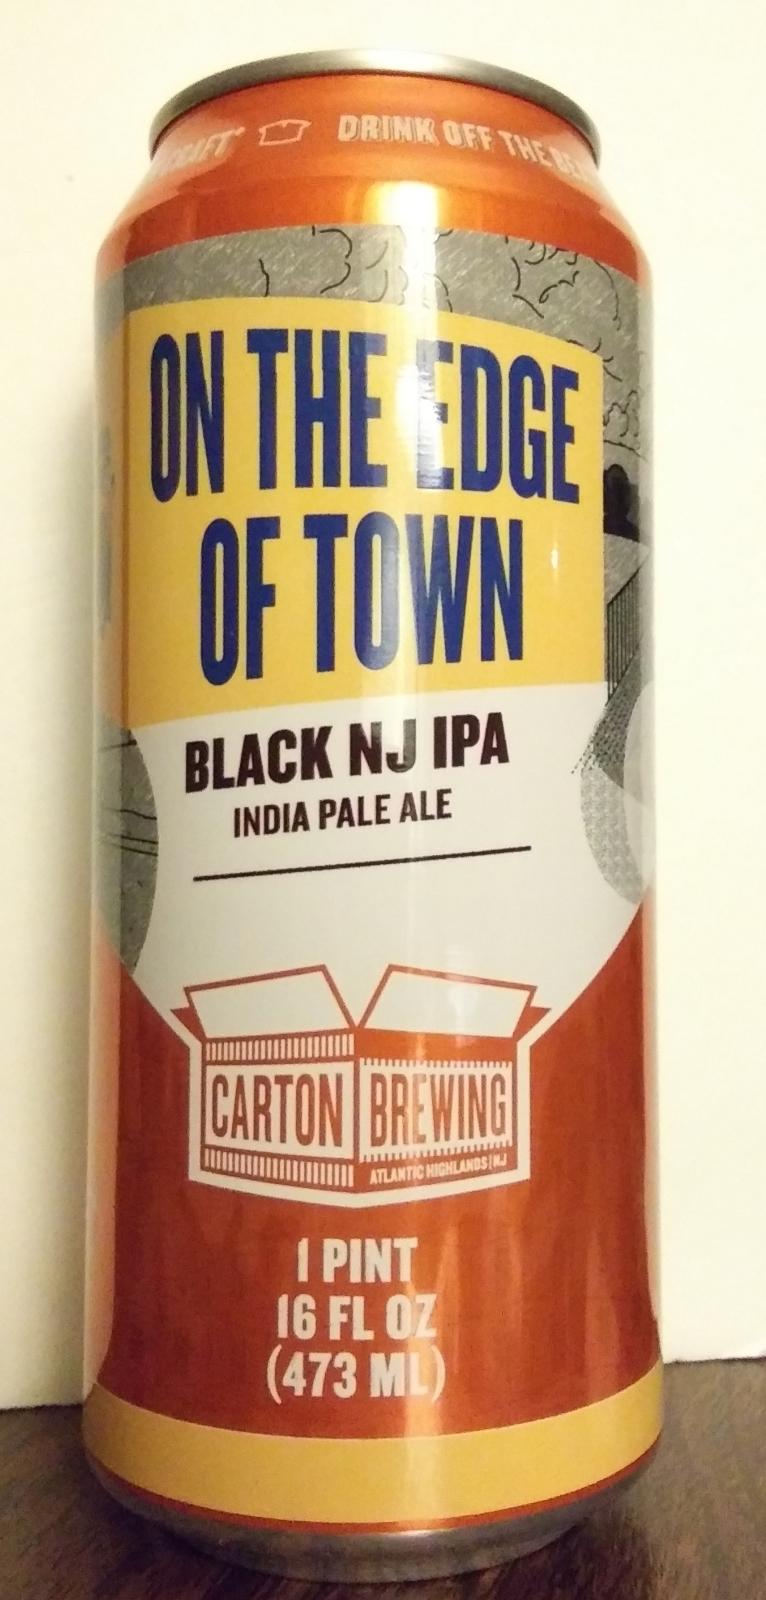 DRINK OFF THE
ON THE EDGE
OF TOWN
BLACK NJ IPA
INDIA PALE ALE
CARTON BREWING
ATLANTIC HIGHLANDS|NJ
1 PINT
16 FL OZ
(473 ML)